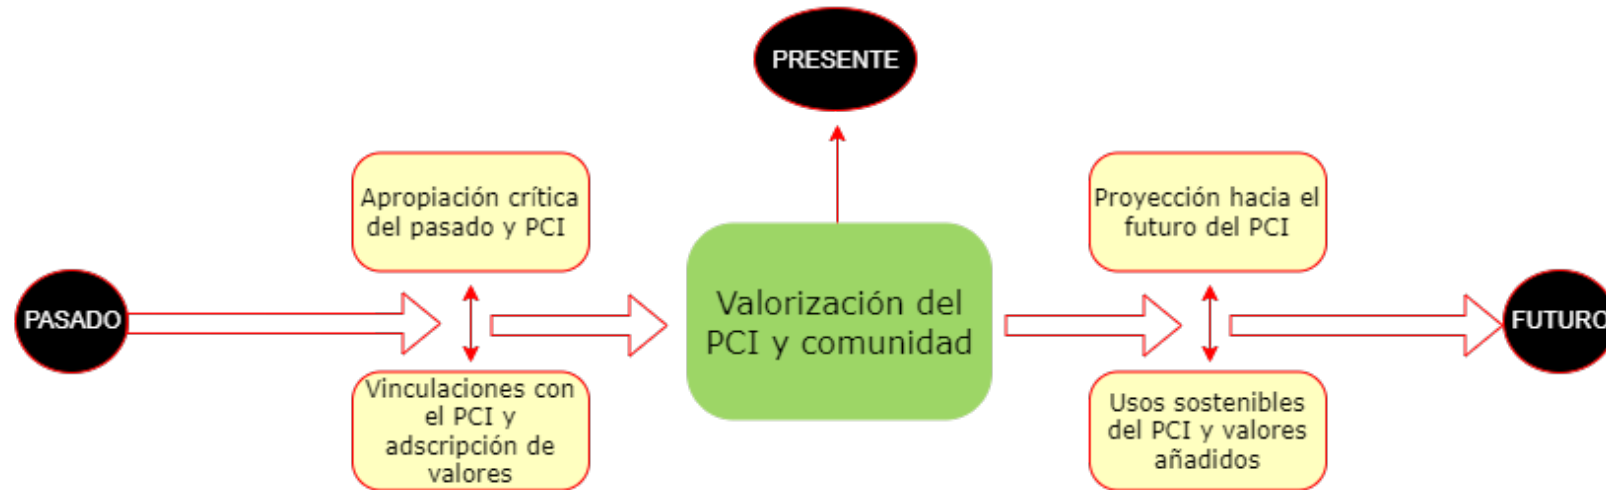 PRESENTE
PASADO
Apropiación crítica
del pasado y PCI
Vinculaciones con
el PCI y
adscripción de
valores
Valorización del
PCI y comunidad
Proyección hacia el
futuro del PCI
Usos sostenibles
del PCI y valores
añadidos
FUTURO